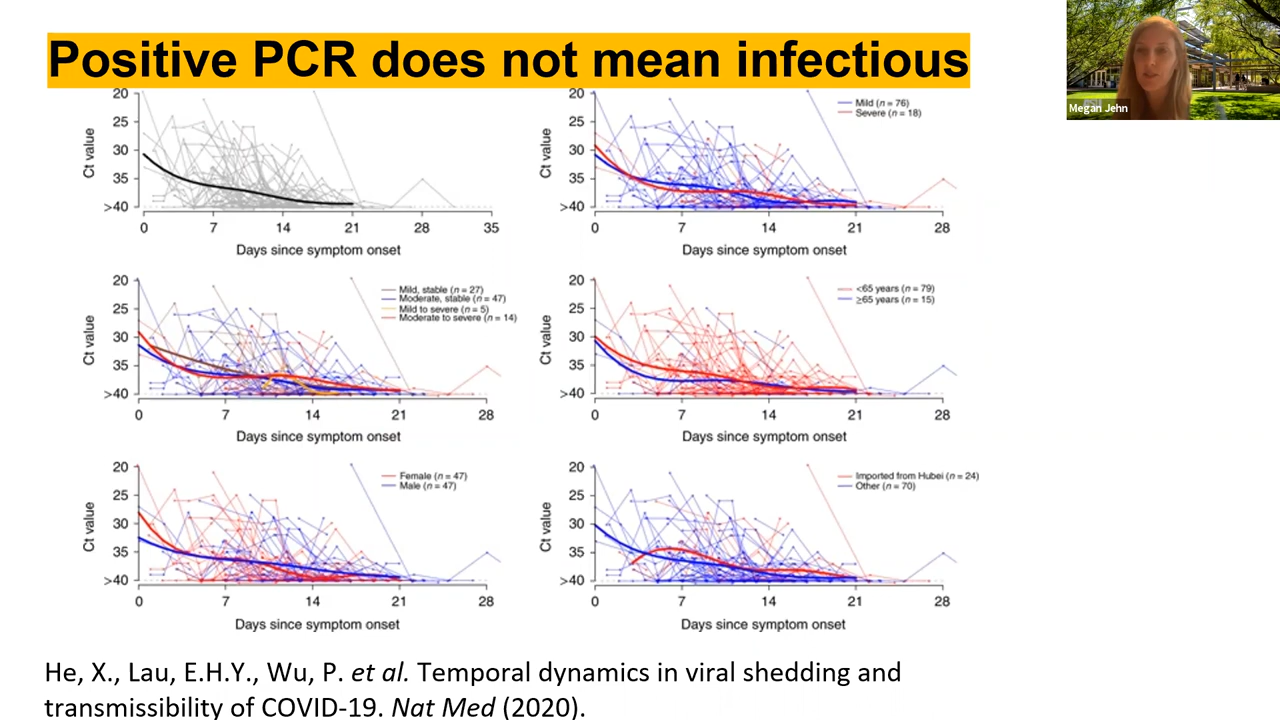 Positive PCR does not mean infectious
Megan Jehn
20
25
30
35
>40
Ct value
0 7 14 21 28 35
Days since symptom onset
Mild (n = 76)
Severe (n = 18)
20
25
30
35
>40
Ct value
0 7 14 21 28
Days since symptom onset
Mild, stable (n = 27)
Moderate, stable (n = 47)
Mild to severe (n = 5)
Moderate to severe (n = 14)
20
25
30
35
>40
Ct value
0 7 14 21 28
Days since symptom onset
<65 years (n = 79)
≥65 years (n = 15)
20
25
30
35
>40
Ct value
0 7 14 21 28
Days since symptom onset
Female (n = 47)
Male (n = 47)
20
25
30
35
>40
Ct value
0 7 14 21 28
Days since symptom onset
Imported from Hubei (n = 24)
Other (n = 70)
20
25
30
35
>40
Ct value
0 7 14 21 28
Days since symptom onset
He, X., Lau, E.H.Y., Wu, P. et al. Temporal dynamics in viral shedding and
transmissibility of COVID-19. Nat Med (2020).